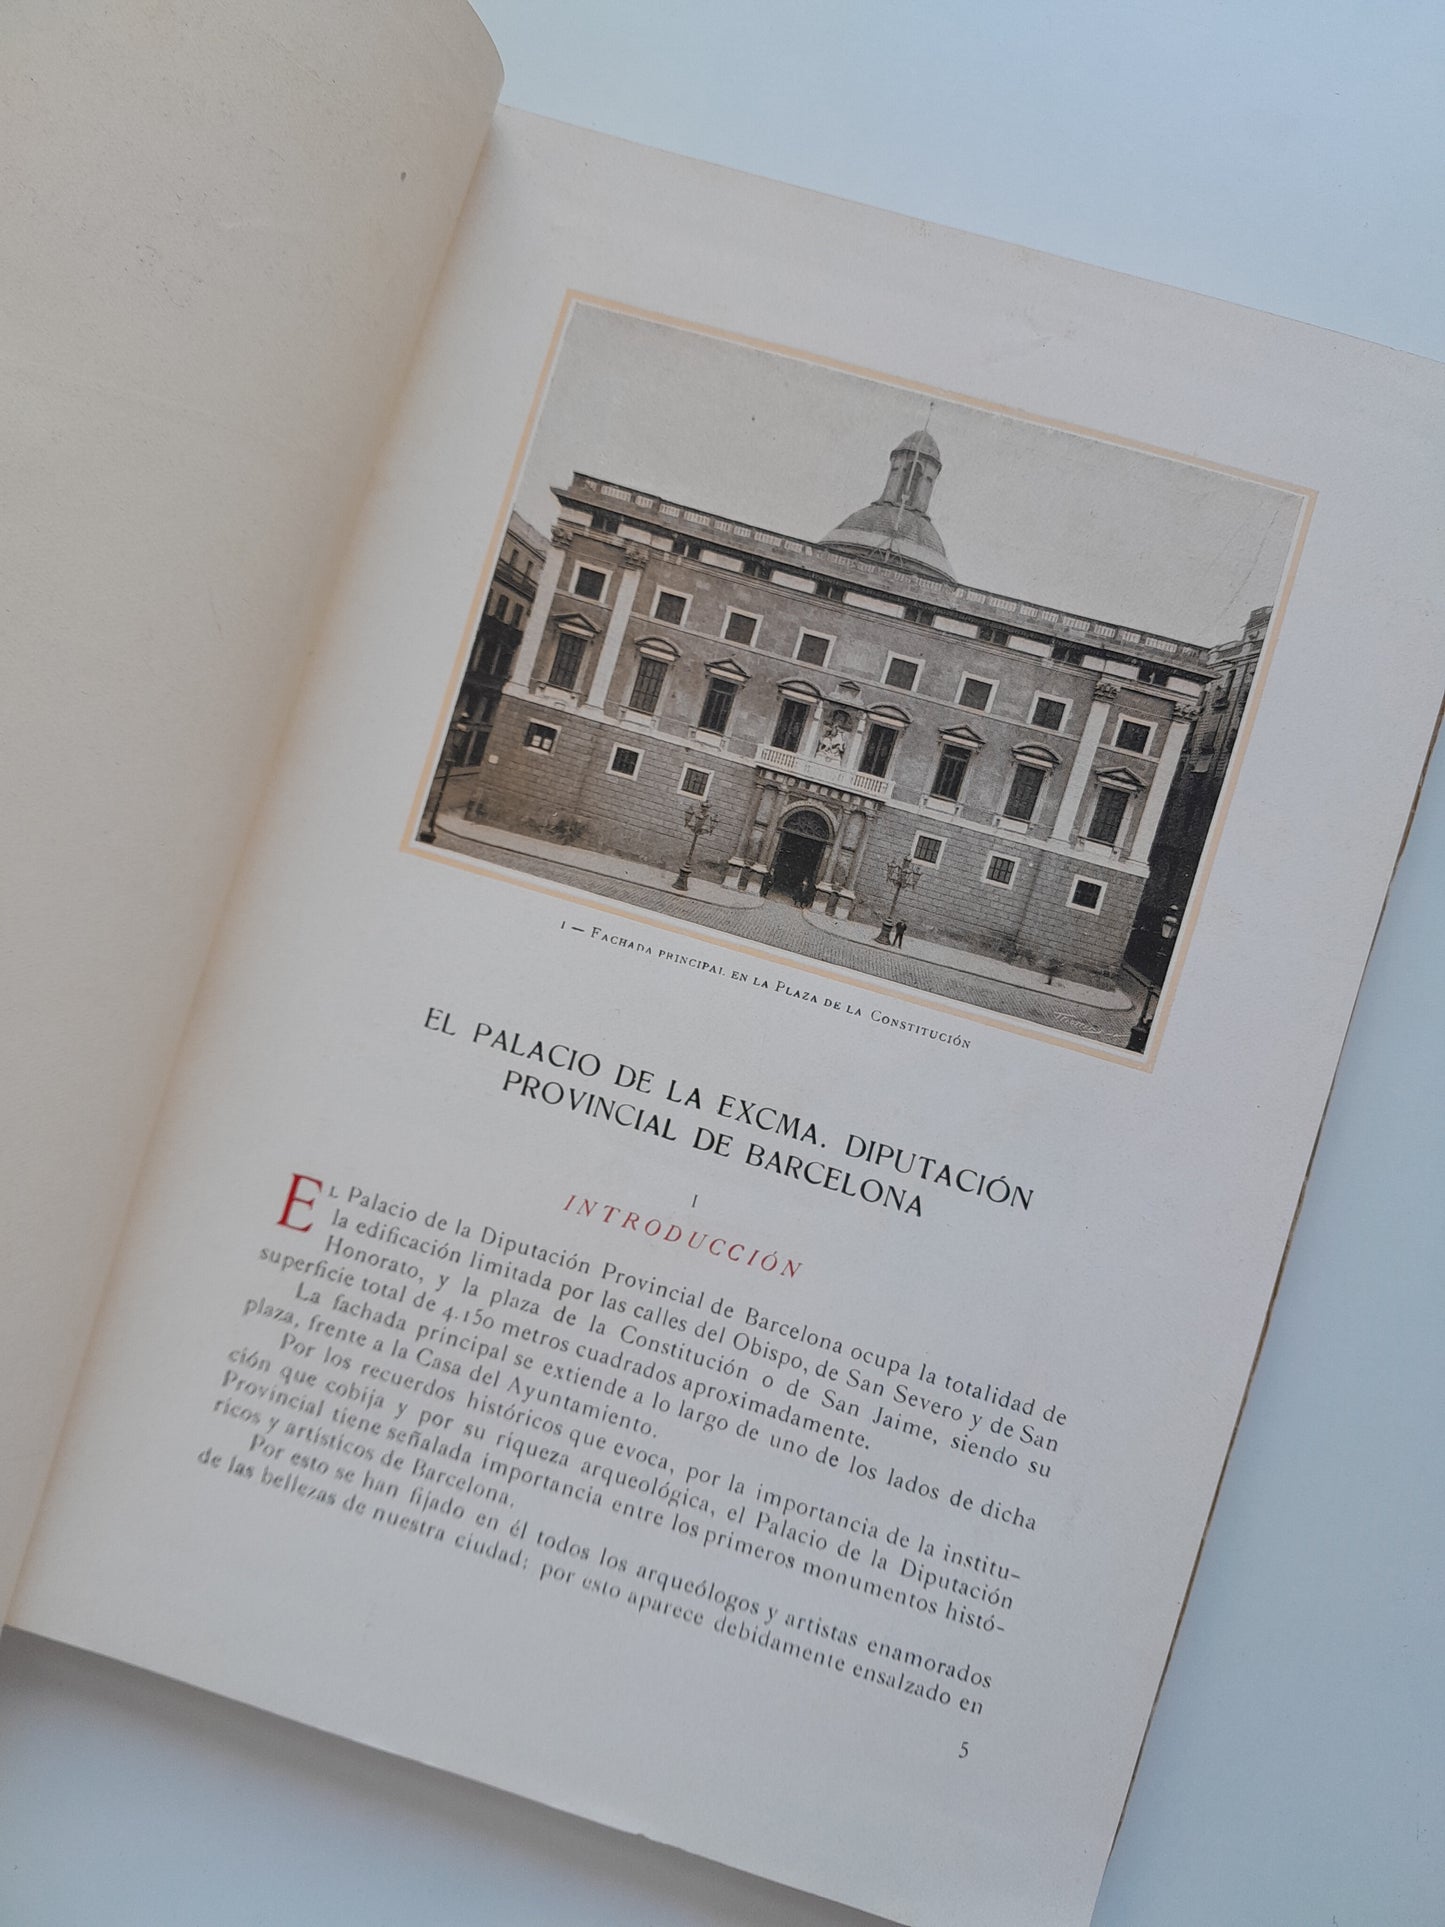 1 — Fachada principal en la Plaza de la Constitución
EL PALACIO DE LA EXCMA. DIPUTACIÓN
PROVINCIAL DE BARCELONA
I
INTRODUCCIÓN
El Palacio de la Diputación Provincial de Barcelona ocupa la totalidad de
la edificación limitada por las calles del Obispo, de San Severo y de San
Honorato, y la plaza de la Constitución o de San Jaime, siendo su
superficie total de 4.150 metros cuadrados aproximadamente.
La fachada principal se extiende a lo largo de uno de los lados de dicha
plaza, frente a la Casa del Ayuntamiento.
Por los recuerdos históricos que evoca, por la importancia de la institu-
ción que cobija y por su riqueza arqueológica, el Palacio de la Diputación
Provincial tiene señalada importancia entre los primeros monumentos histó-
ricos y artísticos de Barcelona.
Por esto se han fijado en él todos los arqueólogos y artistas enamorados
de las bellezas de nuestra ciudad; por esto aparece debidamente ensalzado en
5